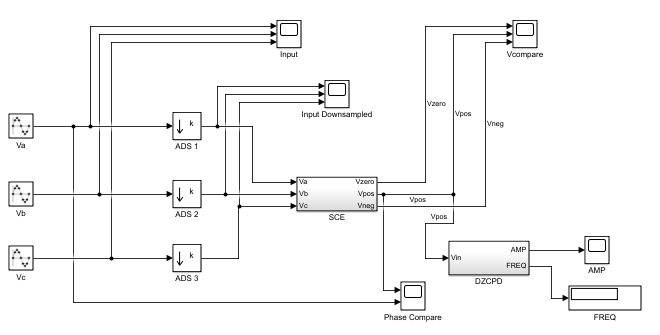 Input
Vcompare
Input Downsampled
Vzero
Vpos
Vneg
Va
k
ADS 1
Vb
k
ADS 2
Va
Vb
Vc
Vzero
Vpos
Vneg
SCE
Vpos
Vpos
Vc
k
ADS 3
Vin
AMP
FREQ
DZCPD
AMP
Phase Compare
FREQ